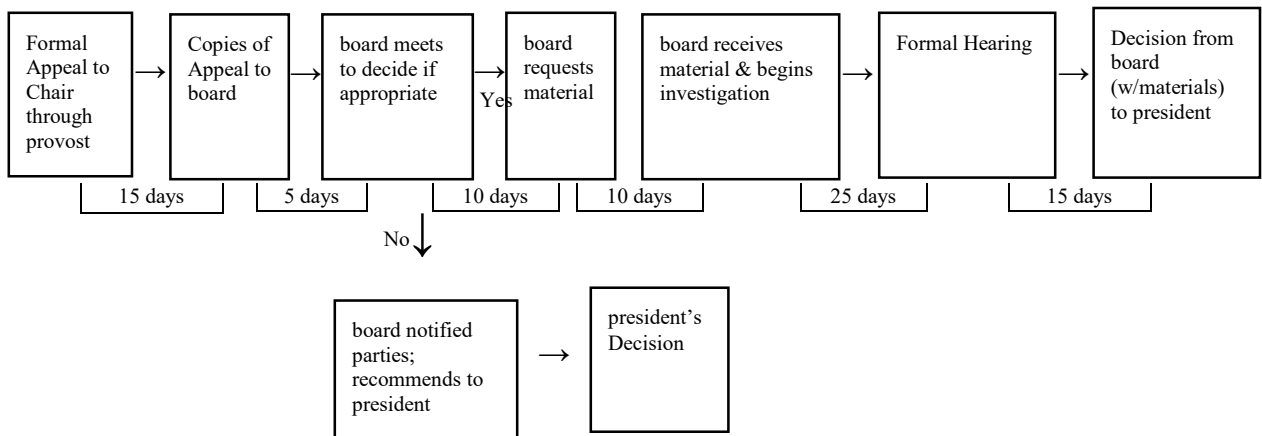 Formal
Appeal to
Chair
through
provost
Copies of
Appeal to
board
board meets
to decide if
appropriate
Yes
board
requests
material
board receives
material & begins
investigation
Formal Hearing
Decision from
board
(w/materials)
to president
15 days
5 days
10 days
10 days
25 days
15 days
No
board notified
parties;
recommends to
president
president’s
Decision